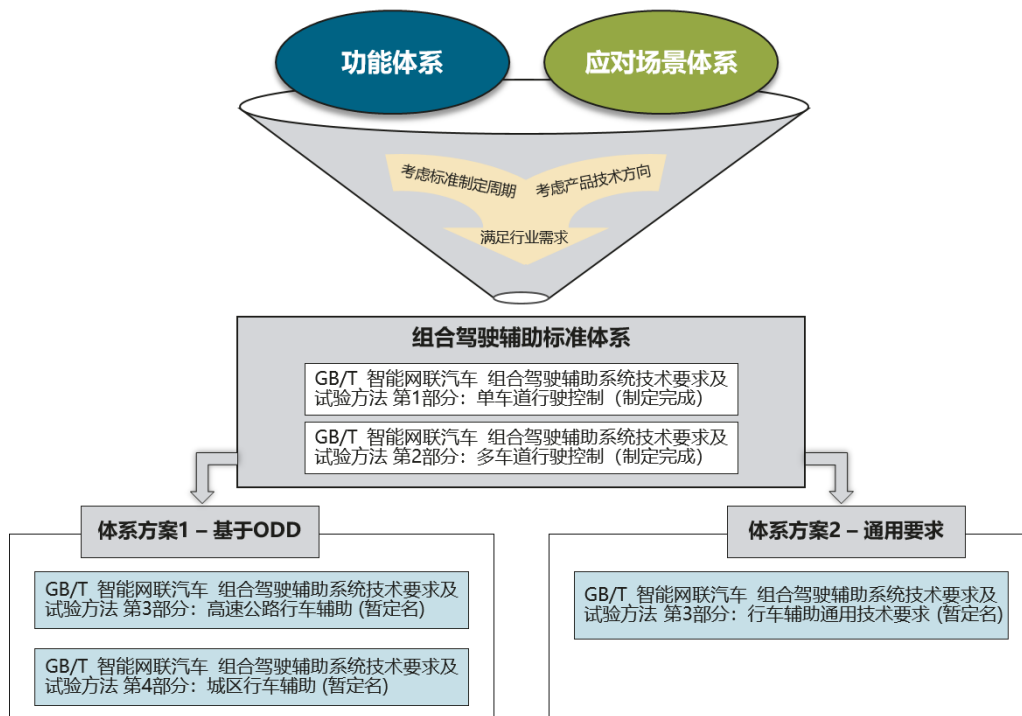 功能体系
应对场景体系
考虑标准制定周期
考虑产品技术方向
满足行业需求
组合驾驶辅助标准体系
GB/T 智能网联汽车 组合驾驶辅助系统技术要求及
试验方法 第1部分：单车道行驶控制（制定完成）
GB/T 智能网联汽车 组合驾驶辅助系统技术要求及
试验方法 第2部分：多车道行驶控制（制定完成）
体系方案1 – 基于ODD
GB/T 智能网联汽车 组合驾驶辅助系统技术要求及
试验方法 第3部分：高速公路行车辅助 (暂定名)
GB/T 智能网联汽车 组合驾驶辅助系统技术要求及
试验方法 第4部分：城区行车辅助 (暂定名)
体系方案2 – 通用要求
GB/T 智能网联汽车 组合驾驶辅助系统技术要求及
试验方法 第3部分：行车辅助通用技术要求 (暂定名)